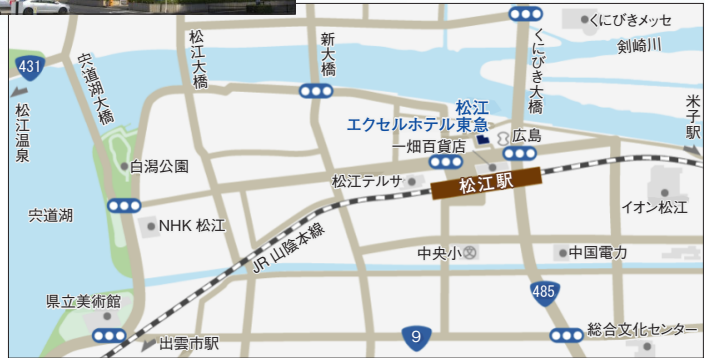 くにびきメッセ
剣崎川
431
宍道湖大橋
松江大橋
新大橋
くにびき大橋
松江温泉
松江
エクセルホテル東急
広島
一畑百貨店
米子駅
白潟公園
松江テルサ
松江駅
イオン松江
宍道湖
NHK 松江
JR山陰本線
中央小
中国電力
485
県立美術館
出雲市駅
9
総合文化センター